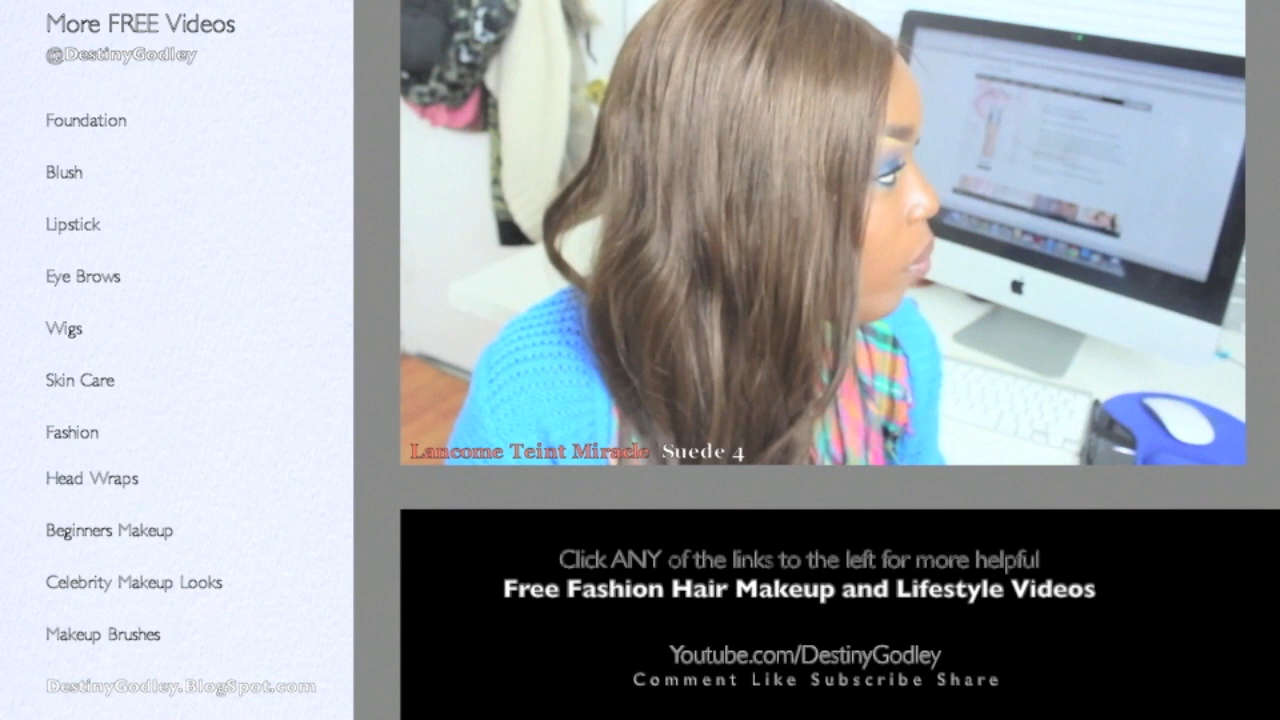 More FREE Videos
@DestinyGodley
Foundation
Blush
Lipstick
Eye Brows
Wigs
Skin Care
Fashion
Head Wraps
Beginners Makeup
Celebrity Makeup Looks
Makeup Brushes
DestinyGodley.BlogSpot.com
Lancome Teint Miracle Suede 4
Click ANY of the links to the left for more helpful
Free Fashion Hair Makeup and Lifestyle Videos
Youtube.com/DestinyGodley
Comment Like Subscribe Share